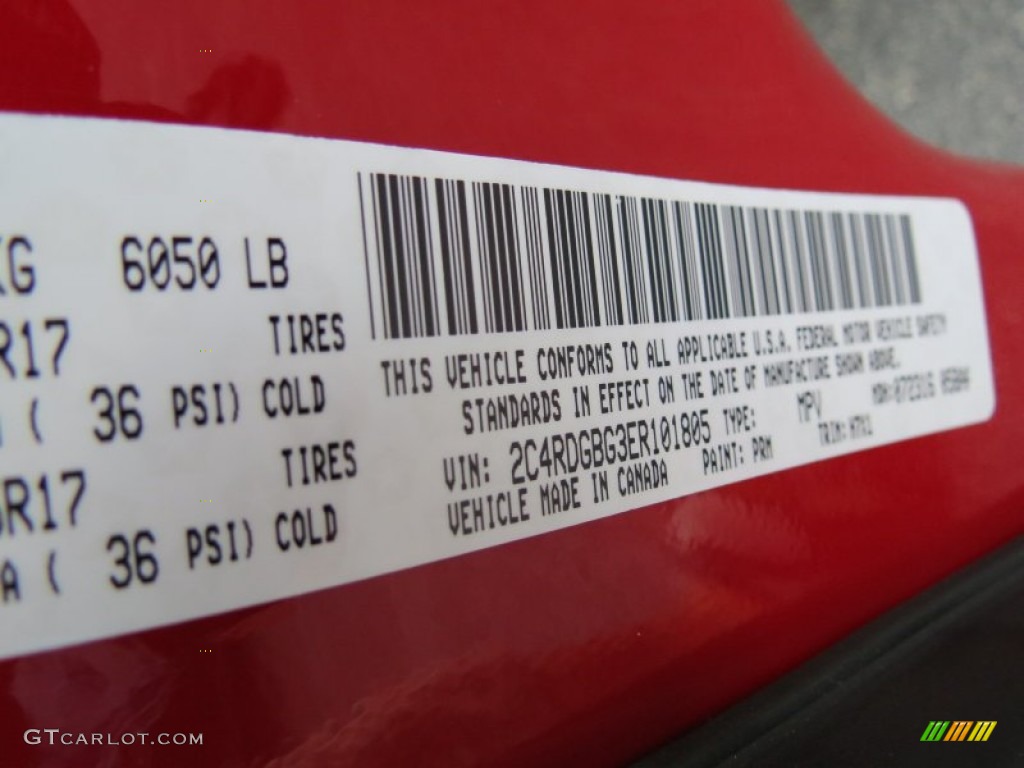 KG 6050 LB
R17 TIRES
( 36 PSI) COLD
R17 TIRES
A ( 36 PSI) COLD
THIS VEHICLE CONFORMS TO ALL APPLICABLE U.S.A. FEDERAL MOTOR VEHICLE SAFETY
STANDARDS IN EFFECT ON THE DATE OF MANUFACTURE SHOWN ABOVE.
VIN: 2C4RDGBG3ER101805 TYPE: MPV MDH:
VEHICLE MADE IN CANADA PAINT: PRM TRIM:
GTCARLOT.COM